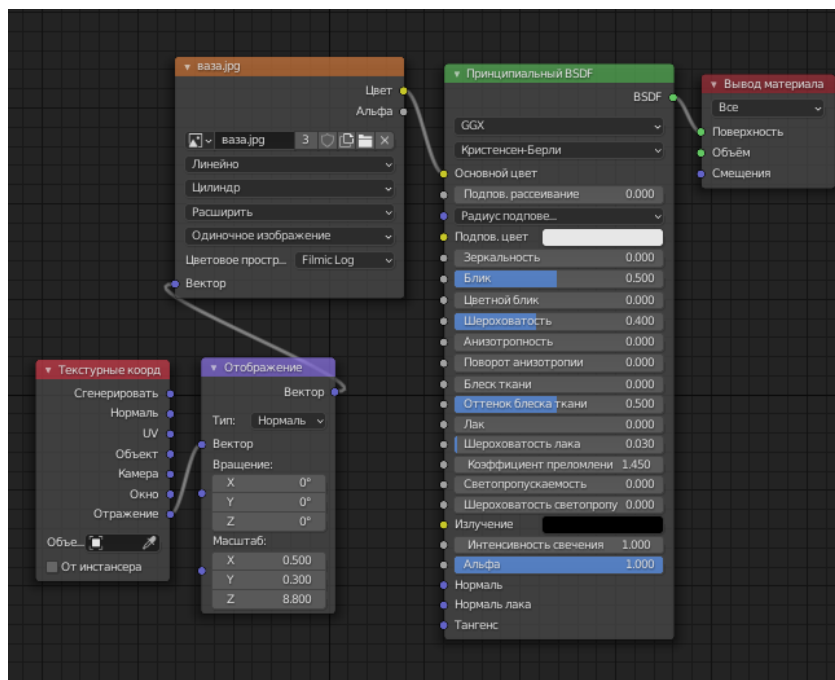 ваза.jpg
Цвет
Альфа
ваза.jpg 3
Линейно
Цилиндр
Расширить
Одиночное изображение
Цветовое простр... Filmic Log
Вектор
Текстурные коорд
Сгенерировать
Нормаль
UV
Объект
Камера
Окно
Отражение
Объе...
От инстансера
Отображение
Вектор
Тип: Нормаль
Вектор
Вращение:
X 0°
Y 0°
Z 0°
Масштаб:
X 0.500
Y 0.300
Z 8.800
Принципиальный BSDF
BSDF
GGX
Кристенсен-Берли
Основной цвет
Подпов. рассеивание 0.000
Радиус подпове...
Подпов. цвет
Зеркальность 0.000
Блик 0.500
Цветной блик 0.000
Шероховатость 0.400
Анизотропность 0.000
Поворот анизотропии 0.000
Блеск ткани 0.000
Оттенок блеска ткани 0.500
Лак 0.000
Шероховатость лака 0.030
Коэффициент преломлени 1.450
Светопропускаемость 0.000
Шероховатость светопропу 0.000
Излучение
Интенсивность свечения 1.000
Альфа 1.000
Нормаль
Нормаль лака
Тангенс
Вывод материала
Все
Поверхность
Объём
Смещения